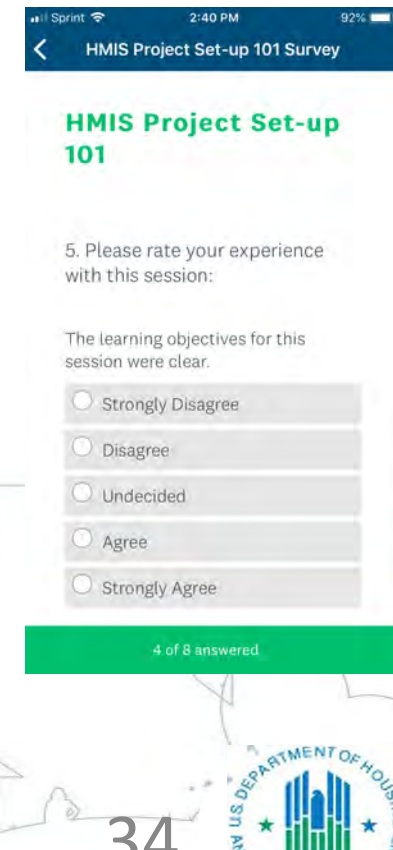 Sprint 2:40 PM 92%
HMIS Project Set-up 101 Survey
HMIS Project Set-up
101
5. Please rate your experience
with this session:
The learning objectives for this
session were clear.
Strongly Disagree
Disagree
Undecided
Agree
Strongly Agree
4 of 8 answered
34
U.S. DEPARTMENT OF